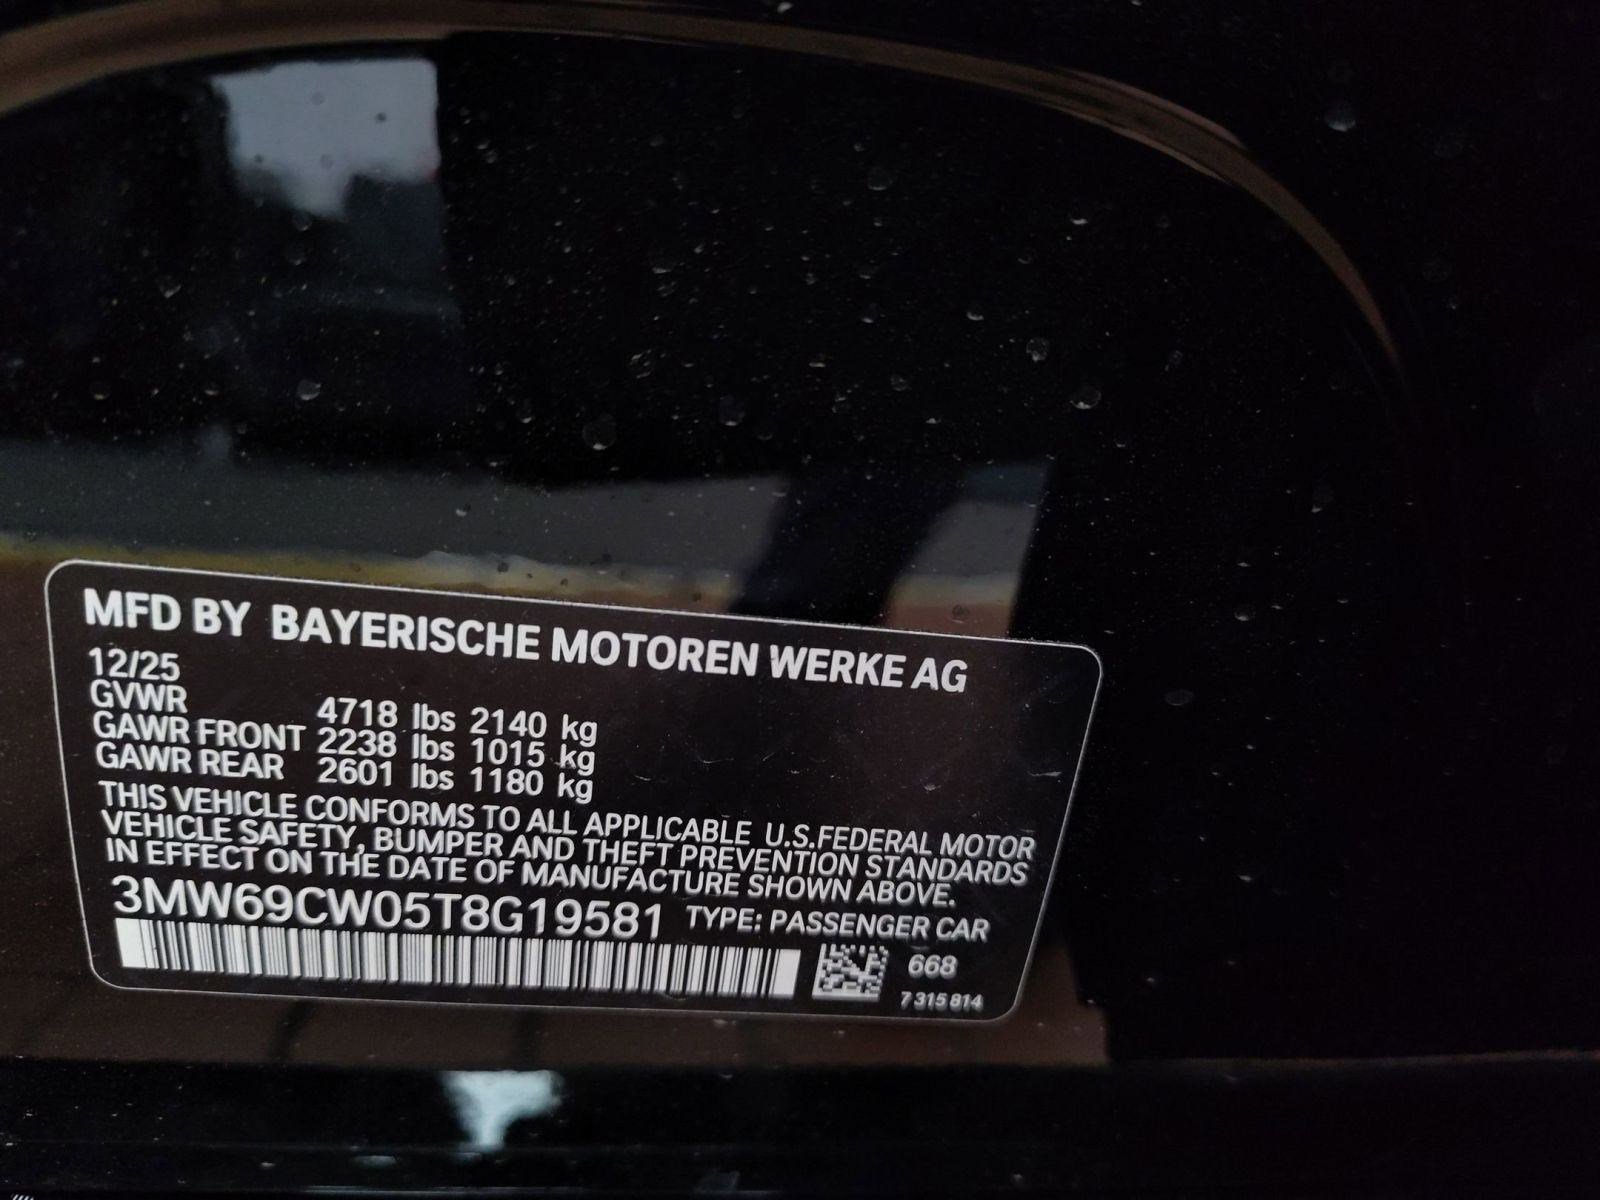 MFD BY BAYERISCHE MOTOREN WERKE AG
12/25
GVWR 4718 lbs 2140 kg
GAWR FRONT 2238 lbs 1015 kg
GAWR REAR 2601 lbs 1180 kg
THIS VEHICLE CONFORMS TO ALL APPLICABLE U.S.FEDERAL MOTOR
VEHICLE SAFETY, BUMPER AND THEFT PREVENTION STANDARDS
IN EFFECT ON THE DATE OF MANUFACTURE SHOWN ABOVE.
3MW69CW05T8G19581 TYPE: PASSENGER CAR
668
7 315 814